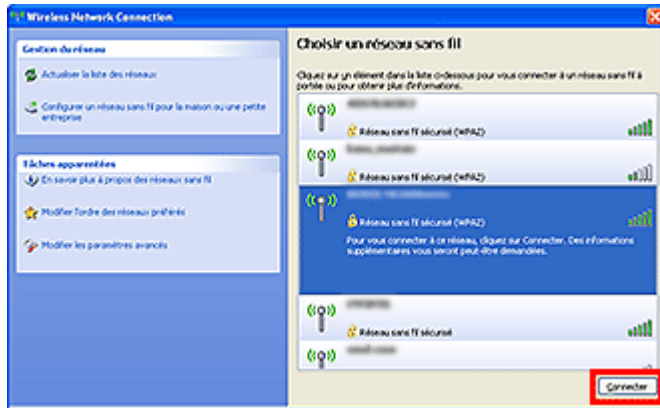 Wireless Network Connection
Gestion du réseau
Actualiser la liste des réseaux
Configurer un réseau sans fil pour la maison ou une petite
entreprise
Tâches apparentées
En savoir plus à propos des réseaux sans fil
Modifier l'ordre des réseaux préférés
Modifier les paramètres avancés
Choisir un réseau sans fil
Cliquez sur un élément dans la liste ci-dessous pour vous connecter à un réseau sans fil à
portée ou pour obtenir plus d'informations.
Réseau sans fil sécurisé (WPA2)
Réseau sans fil sécurisé (WPA2)
Réseau sans fil sécurisé (WPA2)
Pour vous connecter à ce réseau, cliquez sur Connecter. Des informations
supplémentaires vous seront peut-être demandées.
Réseau sans fil sécurisé
Connecter